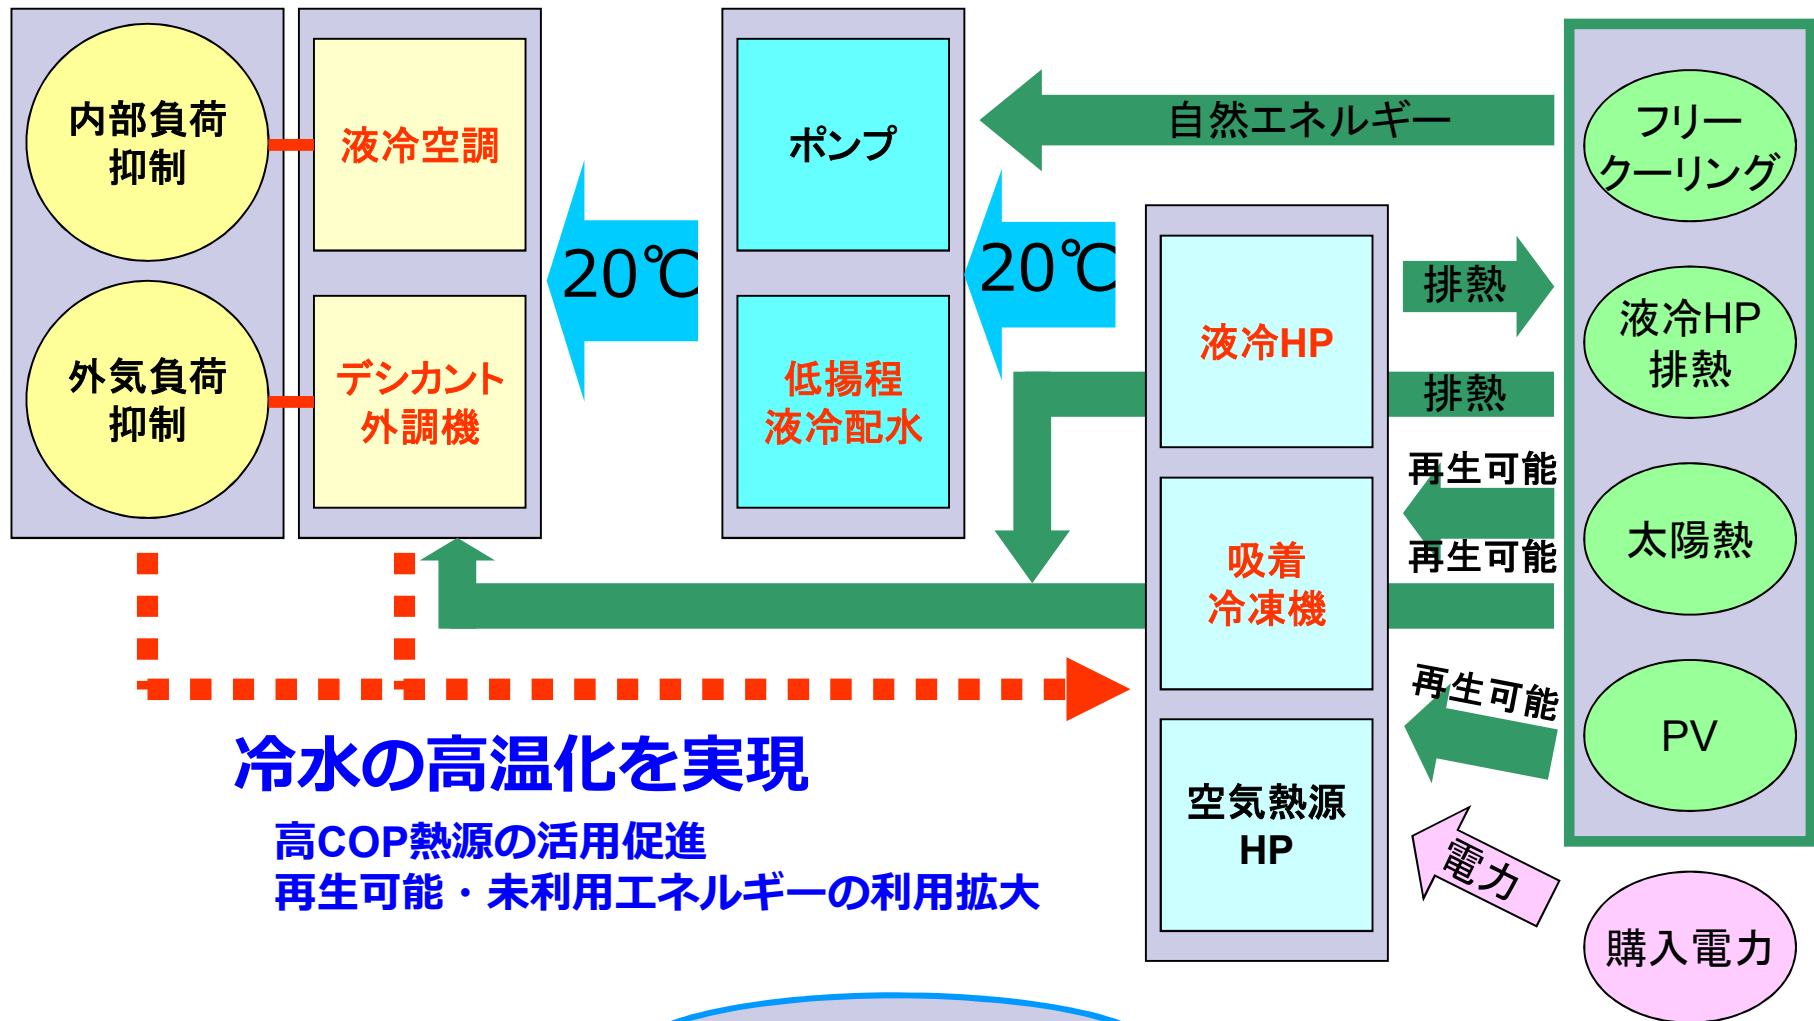 内部負荷
抑制
外気負荷
抑制
液冷空調
デシカント
外調機
20℃
ポンプ
低揚程
液冷配水
20℃
自然エネルギー
液冷HP
吸着
冷凍機
空気熱源
HP
排熱
排熱
再生可能
再生可能
再生可能
電力
フリー
クーリング
液冷HP
排熱
太陽熱
PV
購入電力
冷水の高温化を実現
高COP熱源の活用促進
再生可能・未利用エネルギーの利用拡大